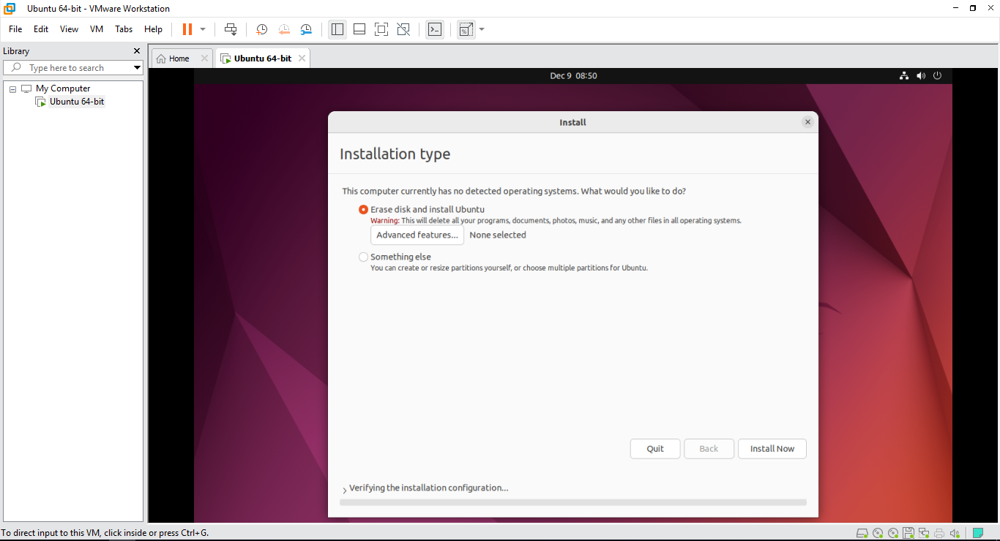 Ubuntu 64-bit - VMware Workstation
File Edit View VM Tabs Help
Library
Type here to search
My Computer
Ubuntu 64-bit
Home
Ubuntu 64-bit
Dec 9 08:50
Install
Installation type
This computer currently has no detected operating systems. What would you like to do?
Erase disk and install Ubuntu
Warning: This will delete all your programs, documents, photos, music, and any other files in all operating systems.
Advanced features... None selected
Something else
You can create or resize partitions yourself, or choose multiple partitions for Ubuntu.
Quit Back Install Now
Verifying the installation configuration...
To direct input to this VM, click inside or press Ctrl+G.